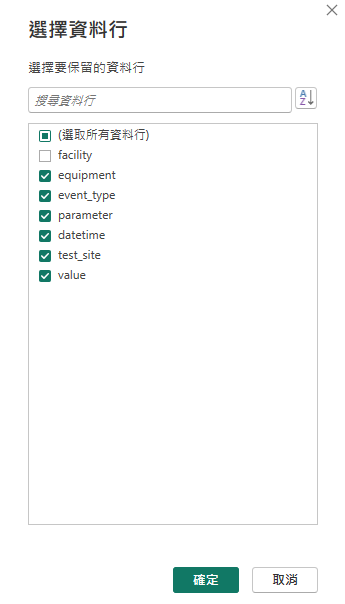 選擇資料行
選擇要保留的資料行
搜尋資料行
AZ
(選取所有資料行)
facility
equipment
event_type
parameter
datetime
test_site
value
確定
取消